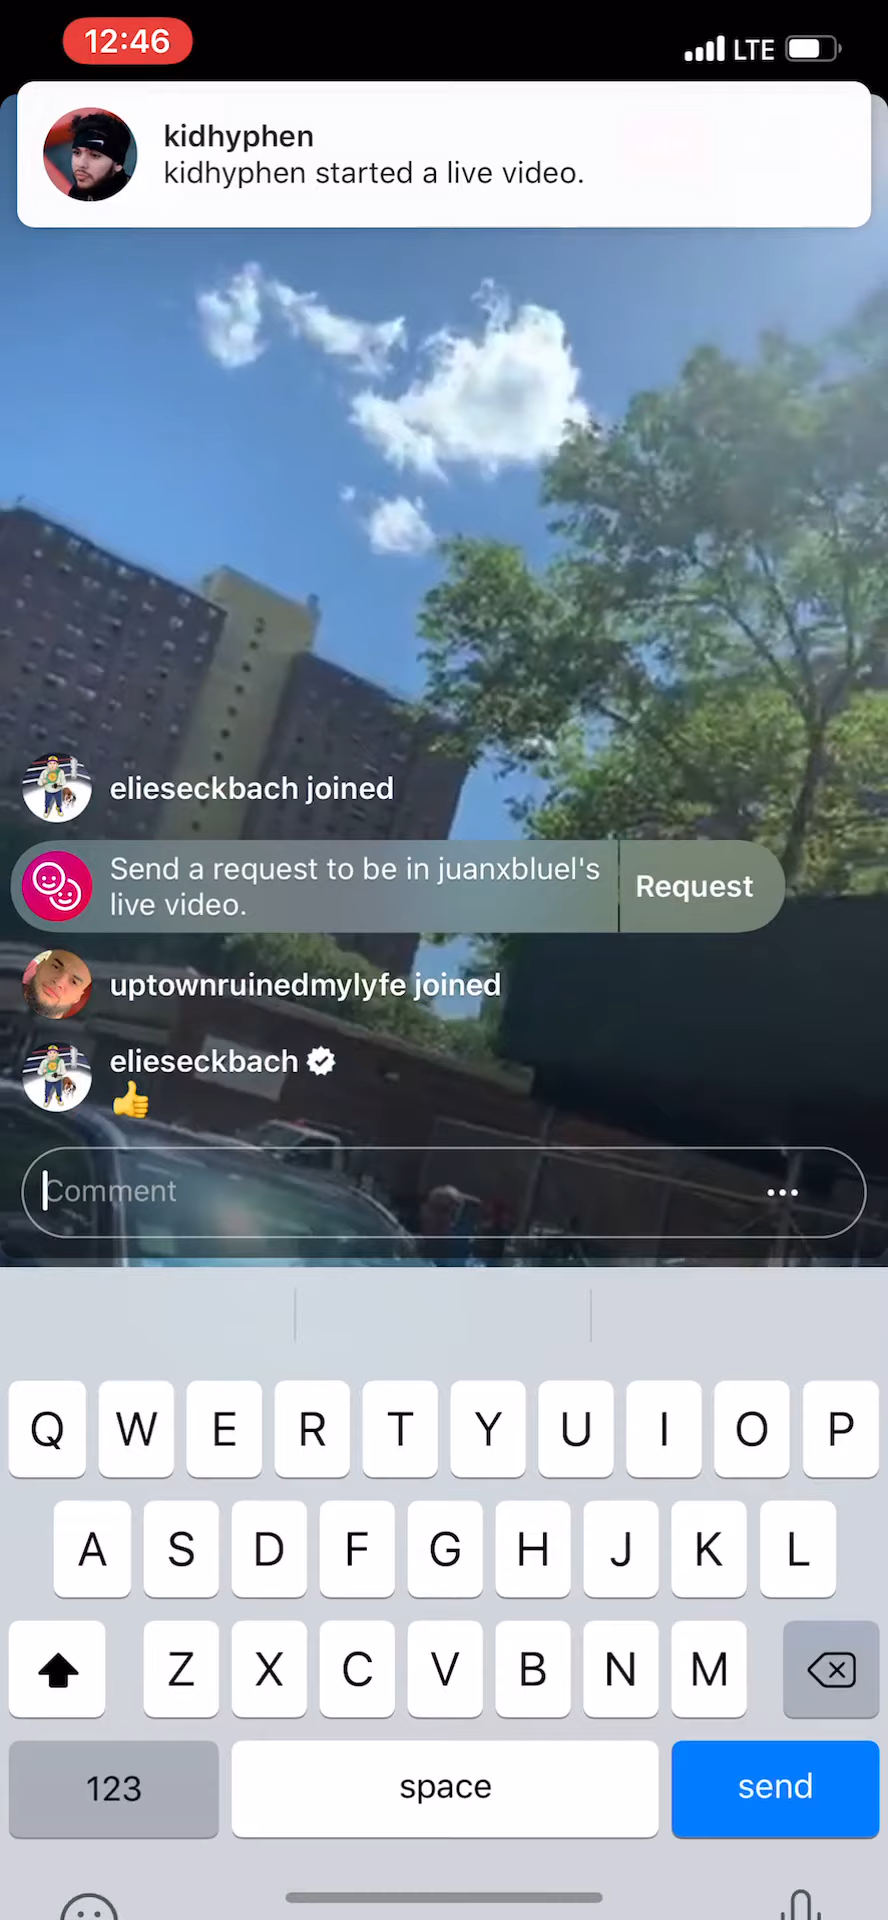 12:46
LTE
kidhyphen
kidhyphen started a live video.
elieseckbach joined
Send a request to be in juanxbluel's
live video.
Request
uptownruinedmylyfe joined
elieseckbach
👍
Comment
Q W E R T Y U I O P
A S D F G H J K L
Z X C V B N M
123
space
send